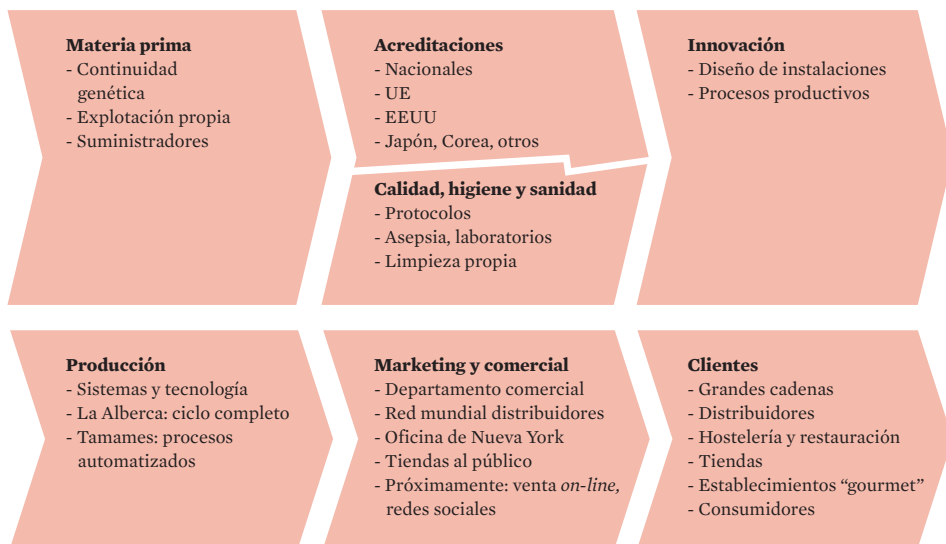 Materia prima
- Continuidad
genética
- Explotación propia
- Suministradores
Acreditaciones
- Nacionales
- UE
- EEUU
- Japón, Corea, otros
Calidad, higiene y sanidad
- Protocolos
- Asepsia, laboratorios
- Limpieza propia
Innovación
- Diseño de instalaciones
- Procesos productivos
Producción
- Sistemas y tecnología
- La Alberca: ciclo completo
- Tamames: procesos
automatizados
Marketing y comercial
- Departamento comercial
- Red mundial distribuidores
- Oficina de Nueva York
- Tiendas al público
- Próximamente: venta on-line,
redes sociales
Clientes
- Grandes cadenas
- Distribuidores
- Hostelería y restauración
- Tiendas
- Establecimientos “gourmet”
- Consumidores